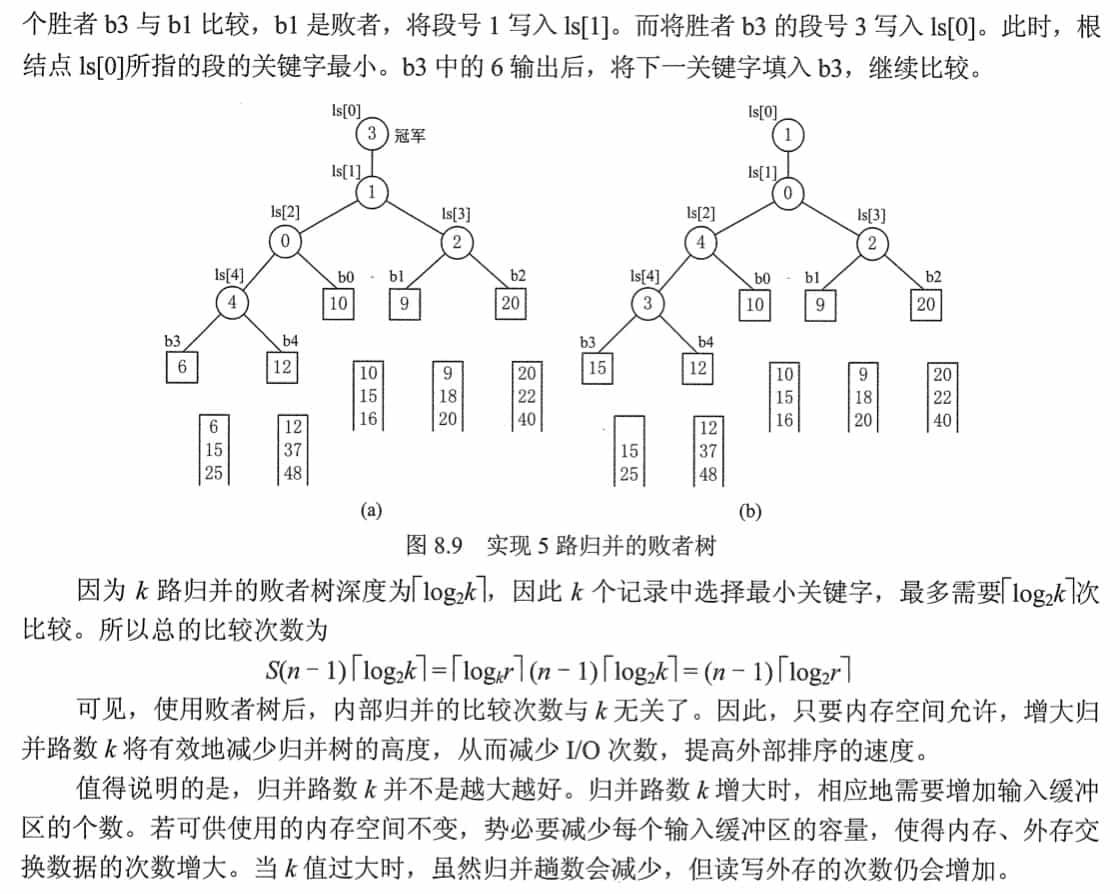 个胜者 b3 与 b1 比较，b1 是败者，将段号 1 写入 ls[1]。而将胜者 b3 的段号 3 写入 ls[0]。此时，根
结点 ls[0]所指的段的关键字最小。b3 中的 6 输出后，将下一关键字填入 b3，继续比较。
ls[0]
3 冠军
ls[1]
1
ls[2]
ls[3]
0
2
ls[4]
b0
b1
b2
4
10
9
20
b3
b4
6
12
10
15
16
9
18
20
20
22
40
6
15
25
12
37
48
(a)
ls[0]
1
ls[1]
0
ls[2]
ls[3]
4
2
ls[4]
b0
b1
b2
3
10
9
20
b3
b4
15
12
10
15
16
9
18
20
20
22
40
15
25
12
37
48
(b)
图 8.9 实现 5 路归并的败者树
因为 k 路归并的败者树深度为⌈log₂k⌉，因此 k 个记录中选择最小关键字，最多需要⌈log₂k⌉次
比较。所以总的比较次数为
S(n − 1)⌈log₂k⌉ = ⌈logₖr⌉ (n − 1)⌈log₂k⌉ = (n − 1)⌈log₂r⌉
可见，使用败者树后，内部归并的比较次数与 k 无关了。因此，只要内存空间允许，增大归
并路数 k 将有效地减少归并树的高度，从而减少 I/O 次数，提高外部排序的速度。
值得说明的是，归并路数 k 并不是越大越好。归并路数 k 增大时，相应地需要增加输入缓冲
区的个数。若可供使用的内存空间不变，势必要减少每个输入缓冲区的容量，使得内存、外存交
换数据的次数增大。当 k 值过大时，虽然归并趟数会减少，但读写外存的次数仍会增加。